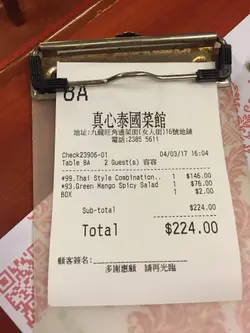 8A
真心泰國菜館
地址:九龍旺角通菜街(女人街)16號地鋪
電話:2385 5611
Check23906-01 04/03/17 16:04
Table 8A 2 Guest(s) 容容
*99.Thai Style Combination.. 1 $146.00
*93.Green Mango Spicy Salad 1 $76.00
BOX 1 $2.00
Sub-total $224.00
Total $224.00
顧客簽名:
多謝惠顧 請再光臨